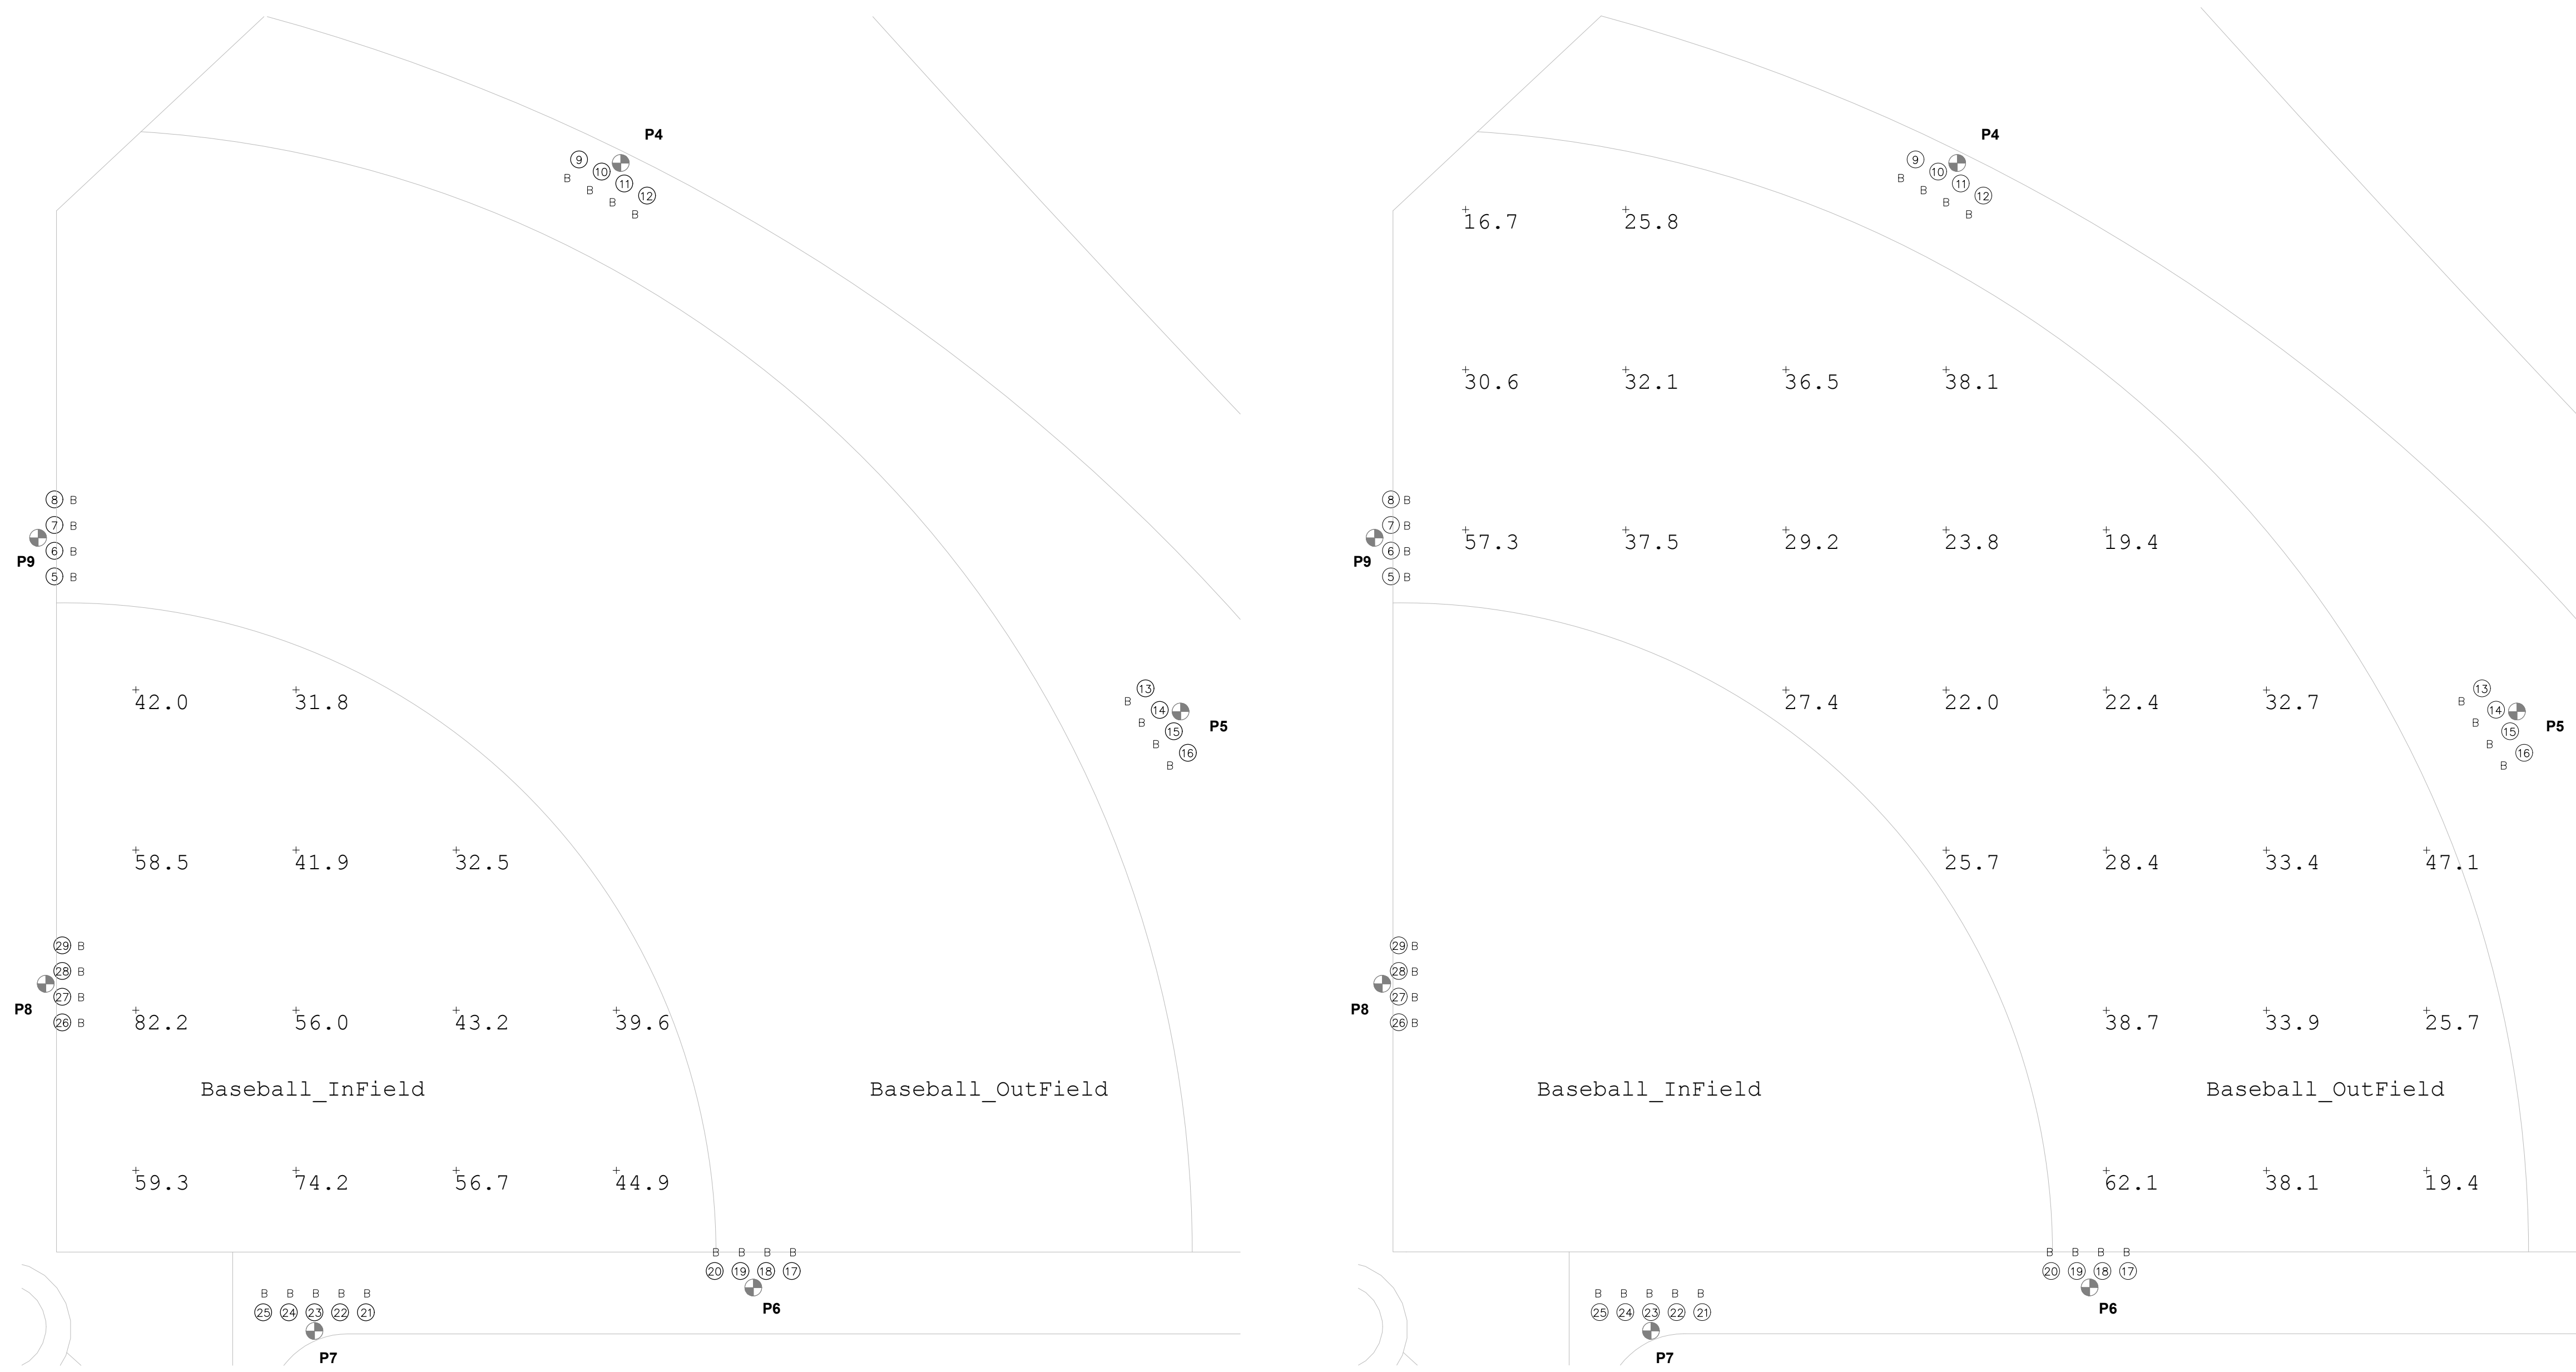 P4
9
10
11
12
B
B
B
B
8 B
7 B
6 B
5 B
P9
42.0 31.8
13
14
15
16
B
B
B
B
P5
58.5 41.9 32.5
29 B
28 B
27 B
26 B
P8
82.2 56.0 43.2 39.6
Baseball_InField Baseball_OutField
59.3 74.2 56.7 44.9
B B B B
20 19 18 17
P6
B B B B B
25 24 23 22 21
P7
P4
9
10
11
12
B
B
B
B
16.7 25.8
30.6 32.1 36.5 38.1
8 B
7 B
6 B
5 B
P9
57.3 37.5 29.2 23.8 19.4
27.4 22.0 22.4 32.7
13
14
15
16
B
B
B
B
P5
25.7 28.4 33.4 47.1
29 B
28 B
27 B
26 B
P8
38.7 33.9 25.7
Baseball_InField Baseball_OutField
62.1 38.1 19.4
B B B B
20 19 18 17
P6
B B B B B
25 24 23 22 21
P7